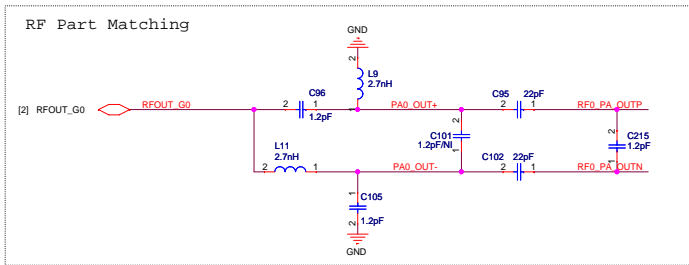 RF Part Matching
GND
2
L9
2.7nH
1
C96
2 1
1.2pF
C95 22pF
2 1
[2] RFOUT_G0
RFOUT_G0
PA0_OUT+
RF0_PA_OUTP
2
C101
1.2pF/NI
1
2
C215
1.2pF
1
L11
2.7nH
2 1
PA0_OUT-
C102 22pF
2 1
RF0_PA_OUTN
1
C105
1.2pF
2
GND